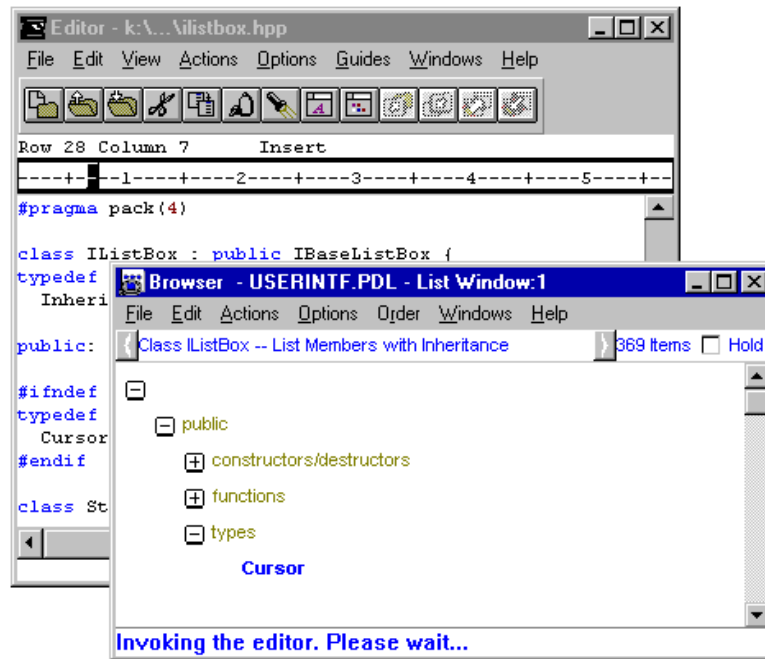 Editor - k:\...\ilistbox.hpp
File Edit View Actions Options Guides Windows Help
A
Row 28 Column 7 Insert
----+----1----+----2----+----3----+----4----+----5----+--
#pragma pack(4)
class IListBox : public IBaseListBox {
typedef
Inheri
public:
#ifndef
typedef
Cursor
#endif
class St
Browser - USERINTF.PDL - List Window:1
File Edit Actions Options Order Windows Help
Class IListBox -- List Members with Inheritance 369 Items Hold
public
constructors/destructors
functions
types
Cursor
Invoking the editor. Please wait...